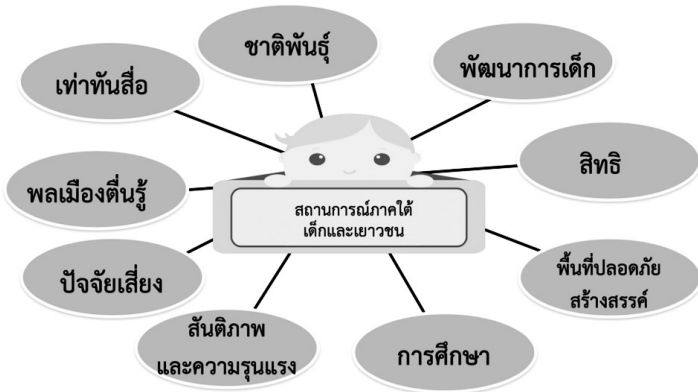 ชาติพันธุ์
พัฒนาการเด็ก
เท่าทันสื่อ
สิทธิ
พลเมืองตื่นรู้
สถานการณ์ภาคใต้
เด็กและเยาวชน
พื้นที่ปลอดภัย
สร้างสรรค์
ปัจจัยเสี่ยง
สันติภาพ
และความรุนแรง
การศึกษา